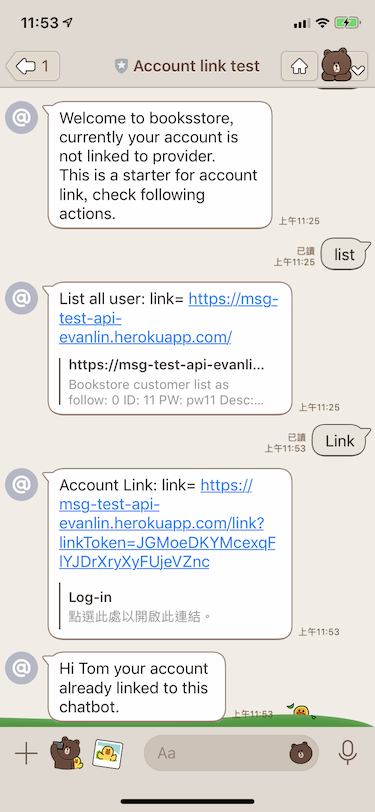 11:53
1
Account link test
Welcome to booksstore,
currently your account is
not linked to provider.
This is a starter for account
link, check following
actions.
上午11:25
已讀
上午11:25
list
List all user: link= https://msg-
test-api-
evanlin.herokuapp.com/
https://msg-test-api-evanli...
Bookstore customer list as
follow: 0 ID: 11 PW: pw11 Desc:...
上午11:25
已讀
上午11:53
Link
Account Link: link= https://
msg-test-api-
evanlin.herokuapp.com/link?
linkToken=JGMoeDKYMcexqF
lYJDrXryXyFUjeVZnc
Log-in
點選此處以開啟此連結。
上午11:53
Hi Tom your account
already linked to this
chatbot.
上午11:53
Aa